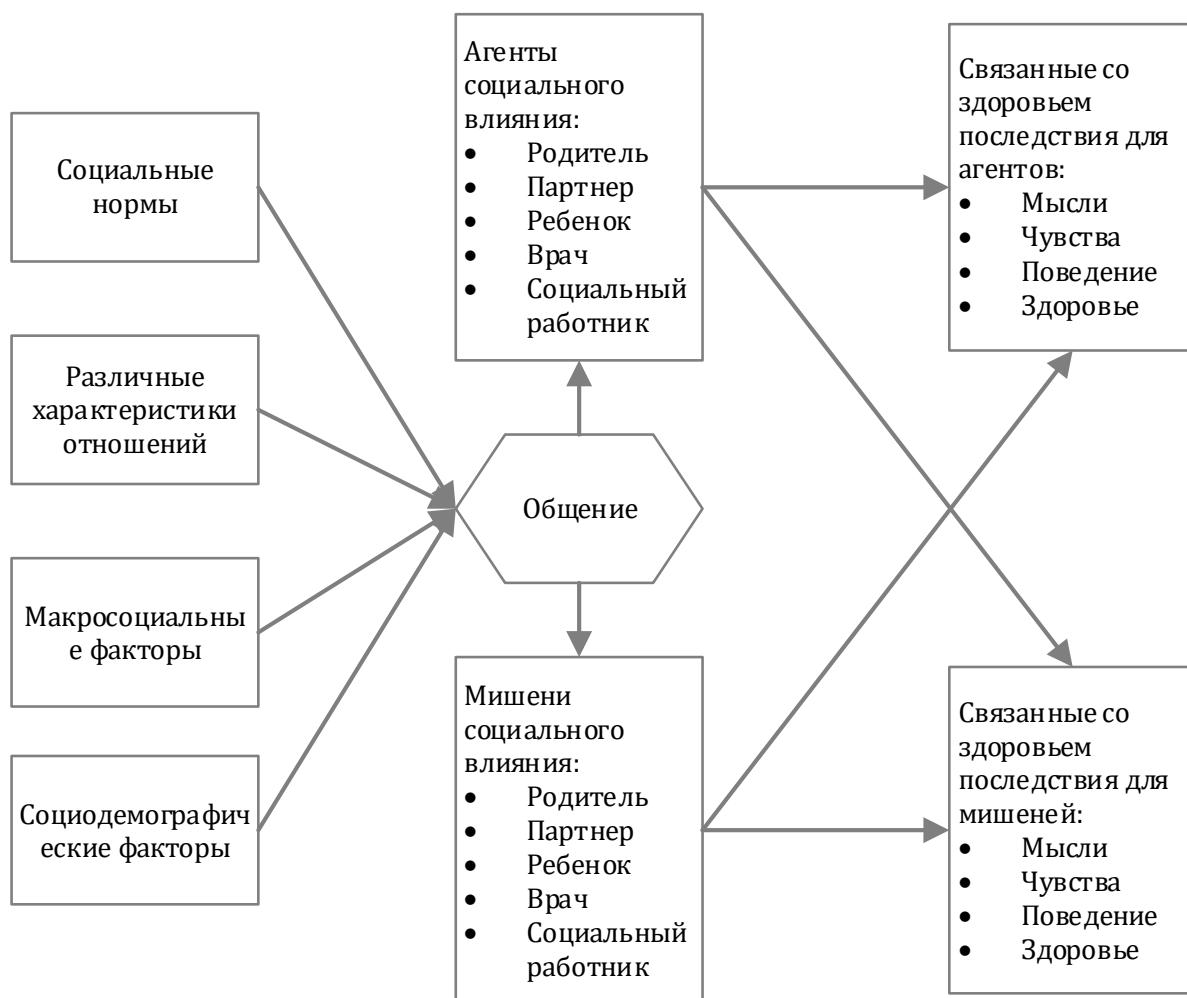 Социальные
нормы
Различные
характеристики
отношений
Макросоциальны
е факторы
Социодемографич
еские факторы
Агенты
социального
влияния:
• Родитель
• Партнер
• Ребенок
• Врач
• Социальный
работник
Общение
Мишени
социального
влияния:
• Родитель
• Партнер
• Ребенок
• Врач
• Социальный
работник
Связанные со
здоровьем
последствия для
агентов:
• Мысли
• Чувства
• Поведение
• Здоровье
Связанные со
здоровьем
последствия для
мишеней:
• Мысли
• Чувства
• Поведение
• Здоровье